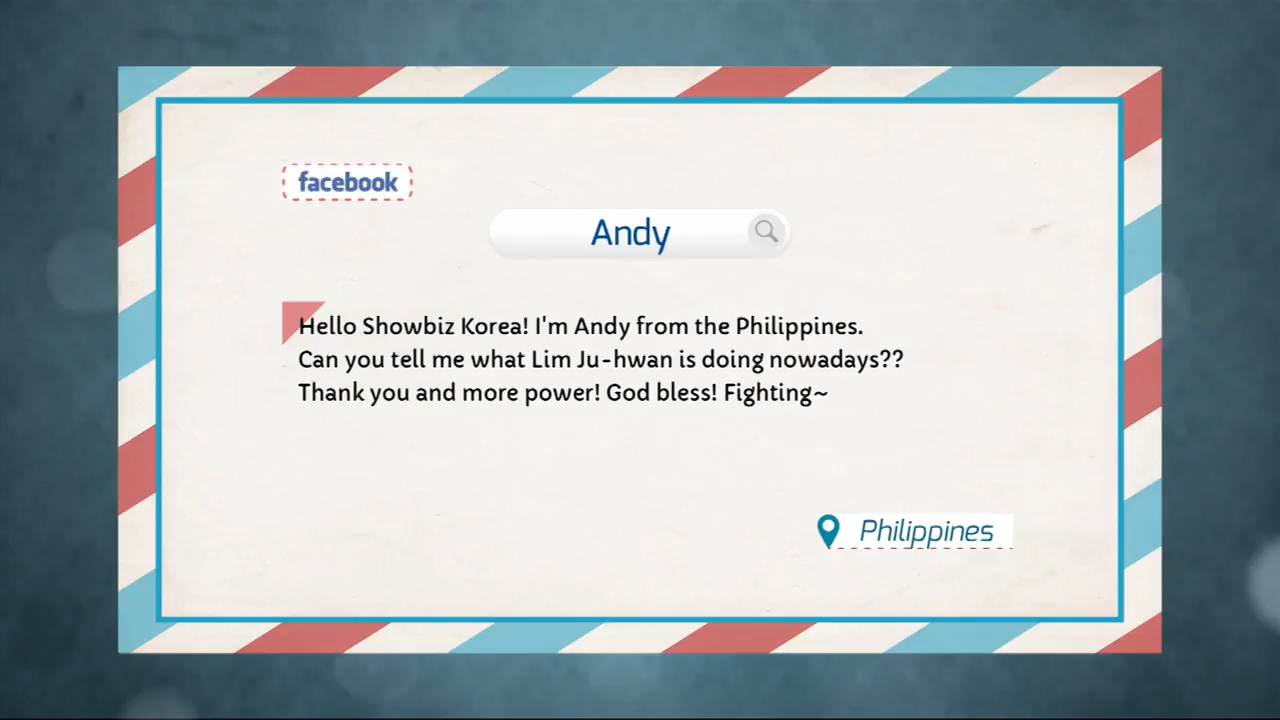 facebook
Andy
Hello Showbiz Korea! I'm Andy from the Philippines.
Can you tell me what Lim Ju-hwan is doing nowadays??
Thank you and more power! God bless! Fighting~
Philippines